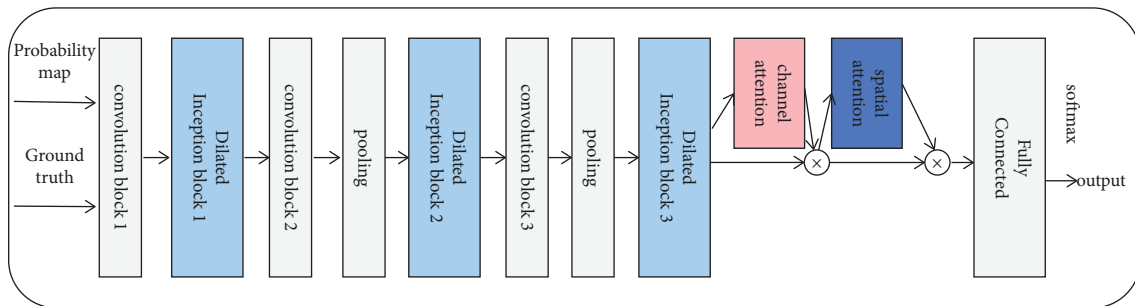 Probability
map
Ground
truth
convolution block 1
Dilated
Inception block 1
convolution block 2
pooling
Dilated
Inception block 2
convolution block 3
pooling
Dilated
Inception block 3
channel
attention
×
spatial
attention
×
Fully
Connected
softmax
output